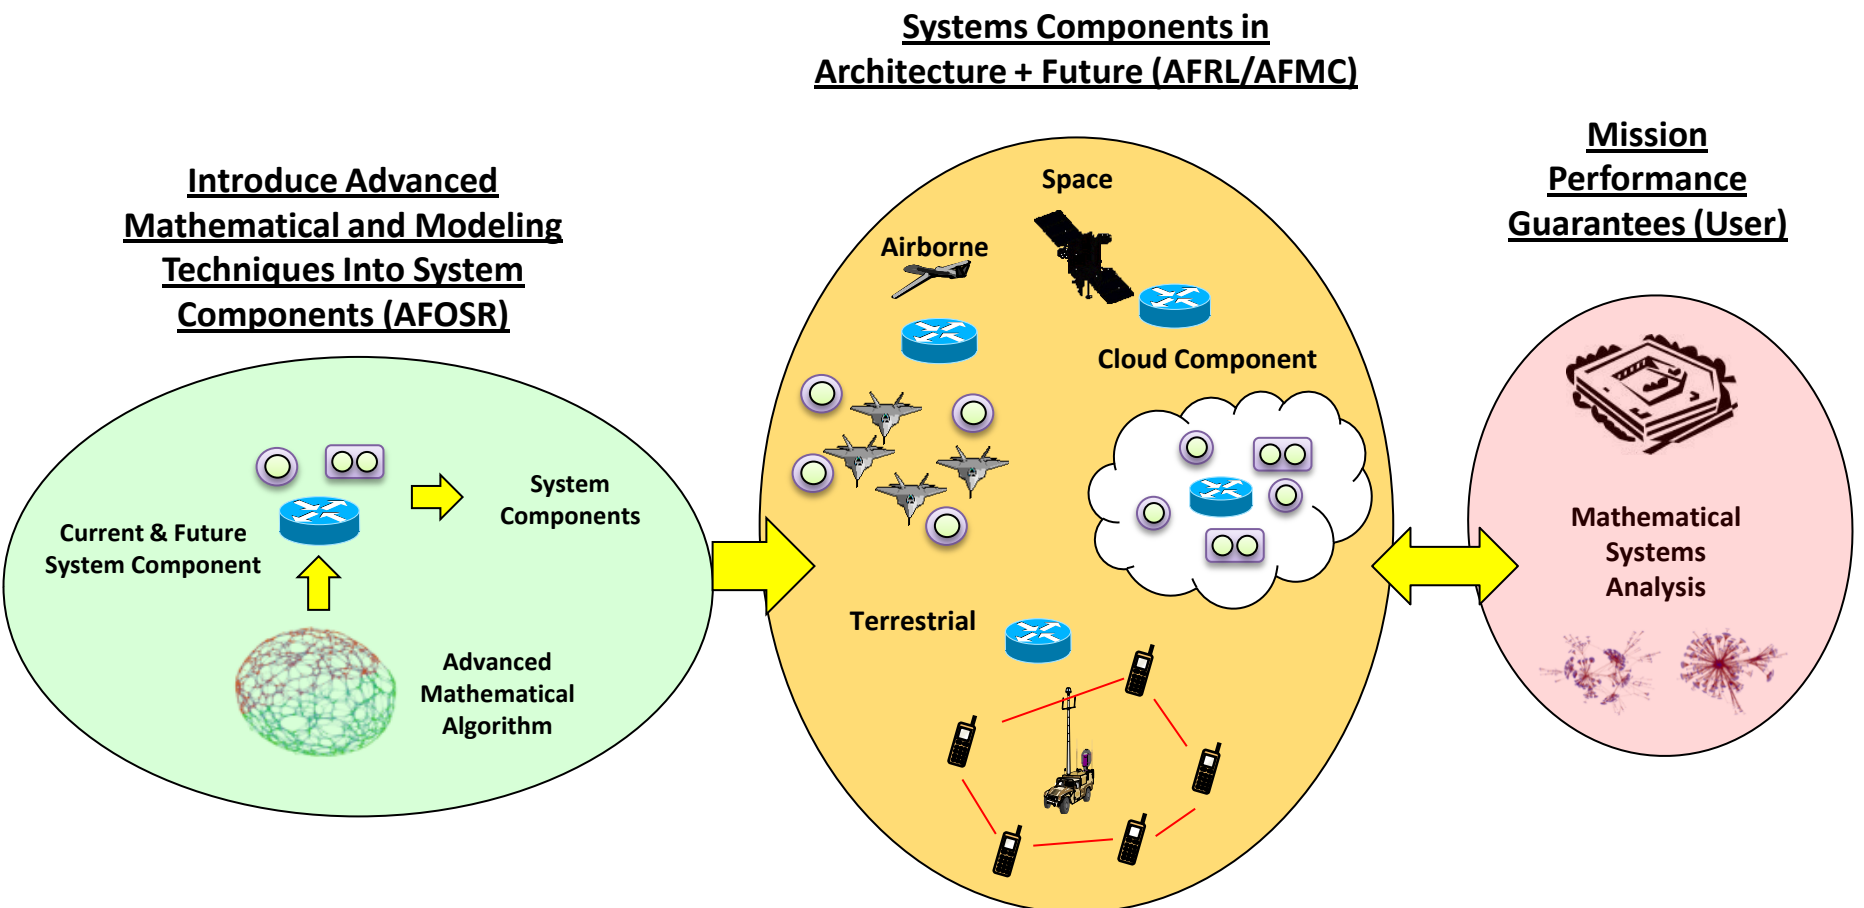 Systems Components in
Architecture + Future (AFRL/AFMC)
Mission
Performance
Guarantees (User)
Introduce Advanced
Mathematical and Modeling
Techniques Into System
Components (AFOSR)
Space
Airborne
Cloud Component
System
Components
Current & Future
System Component
Advanced
Mathematical
Algorithm
Terrestrial
Mathematical
Systems
Analysis